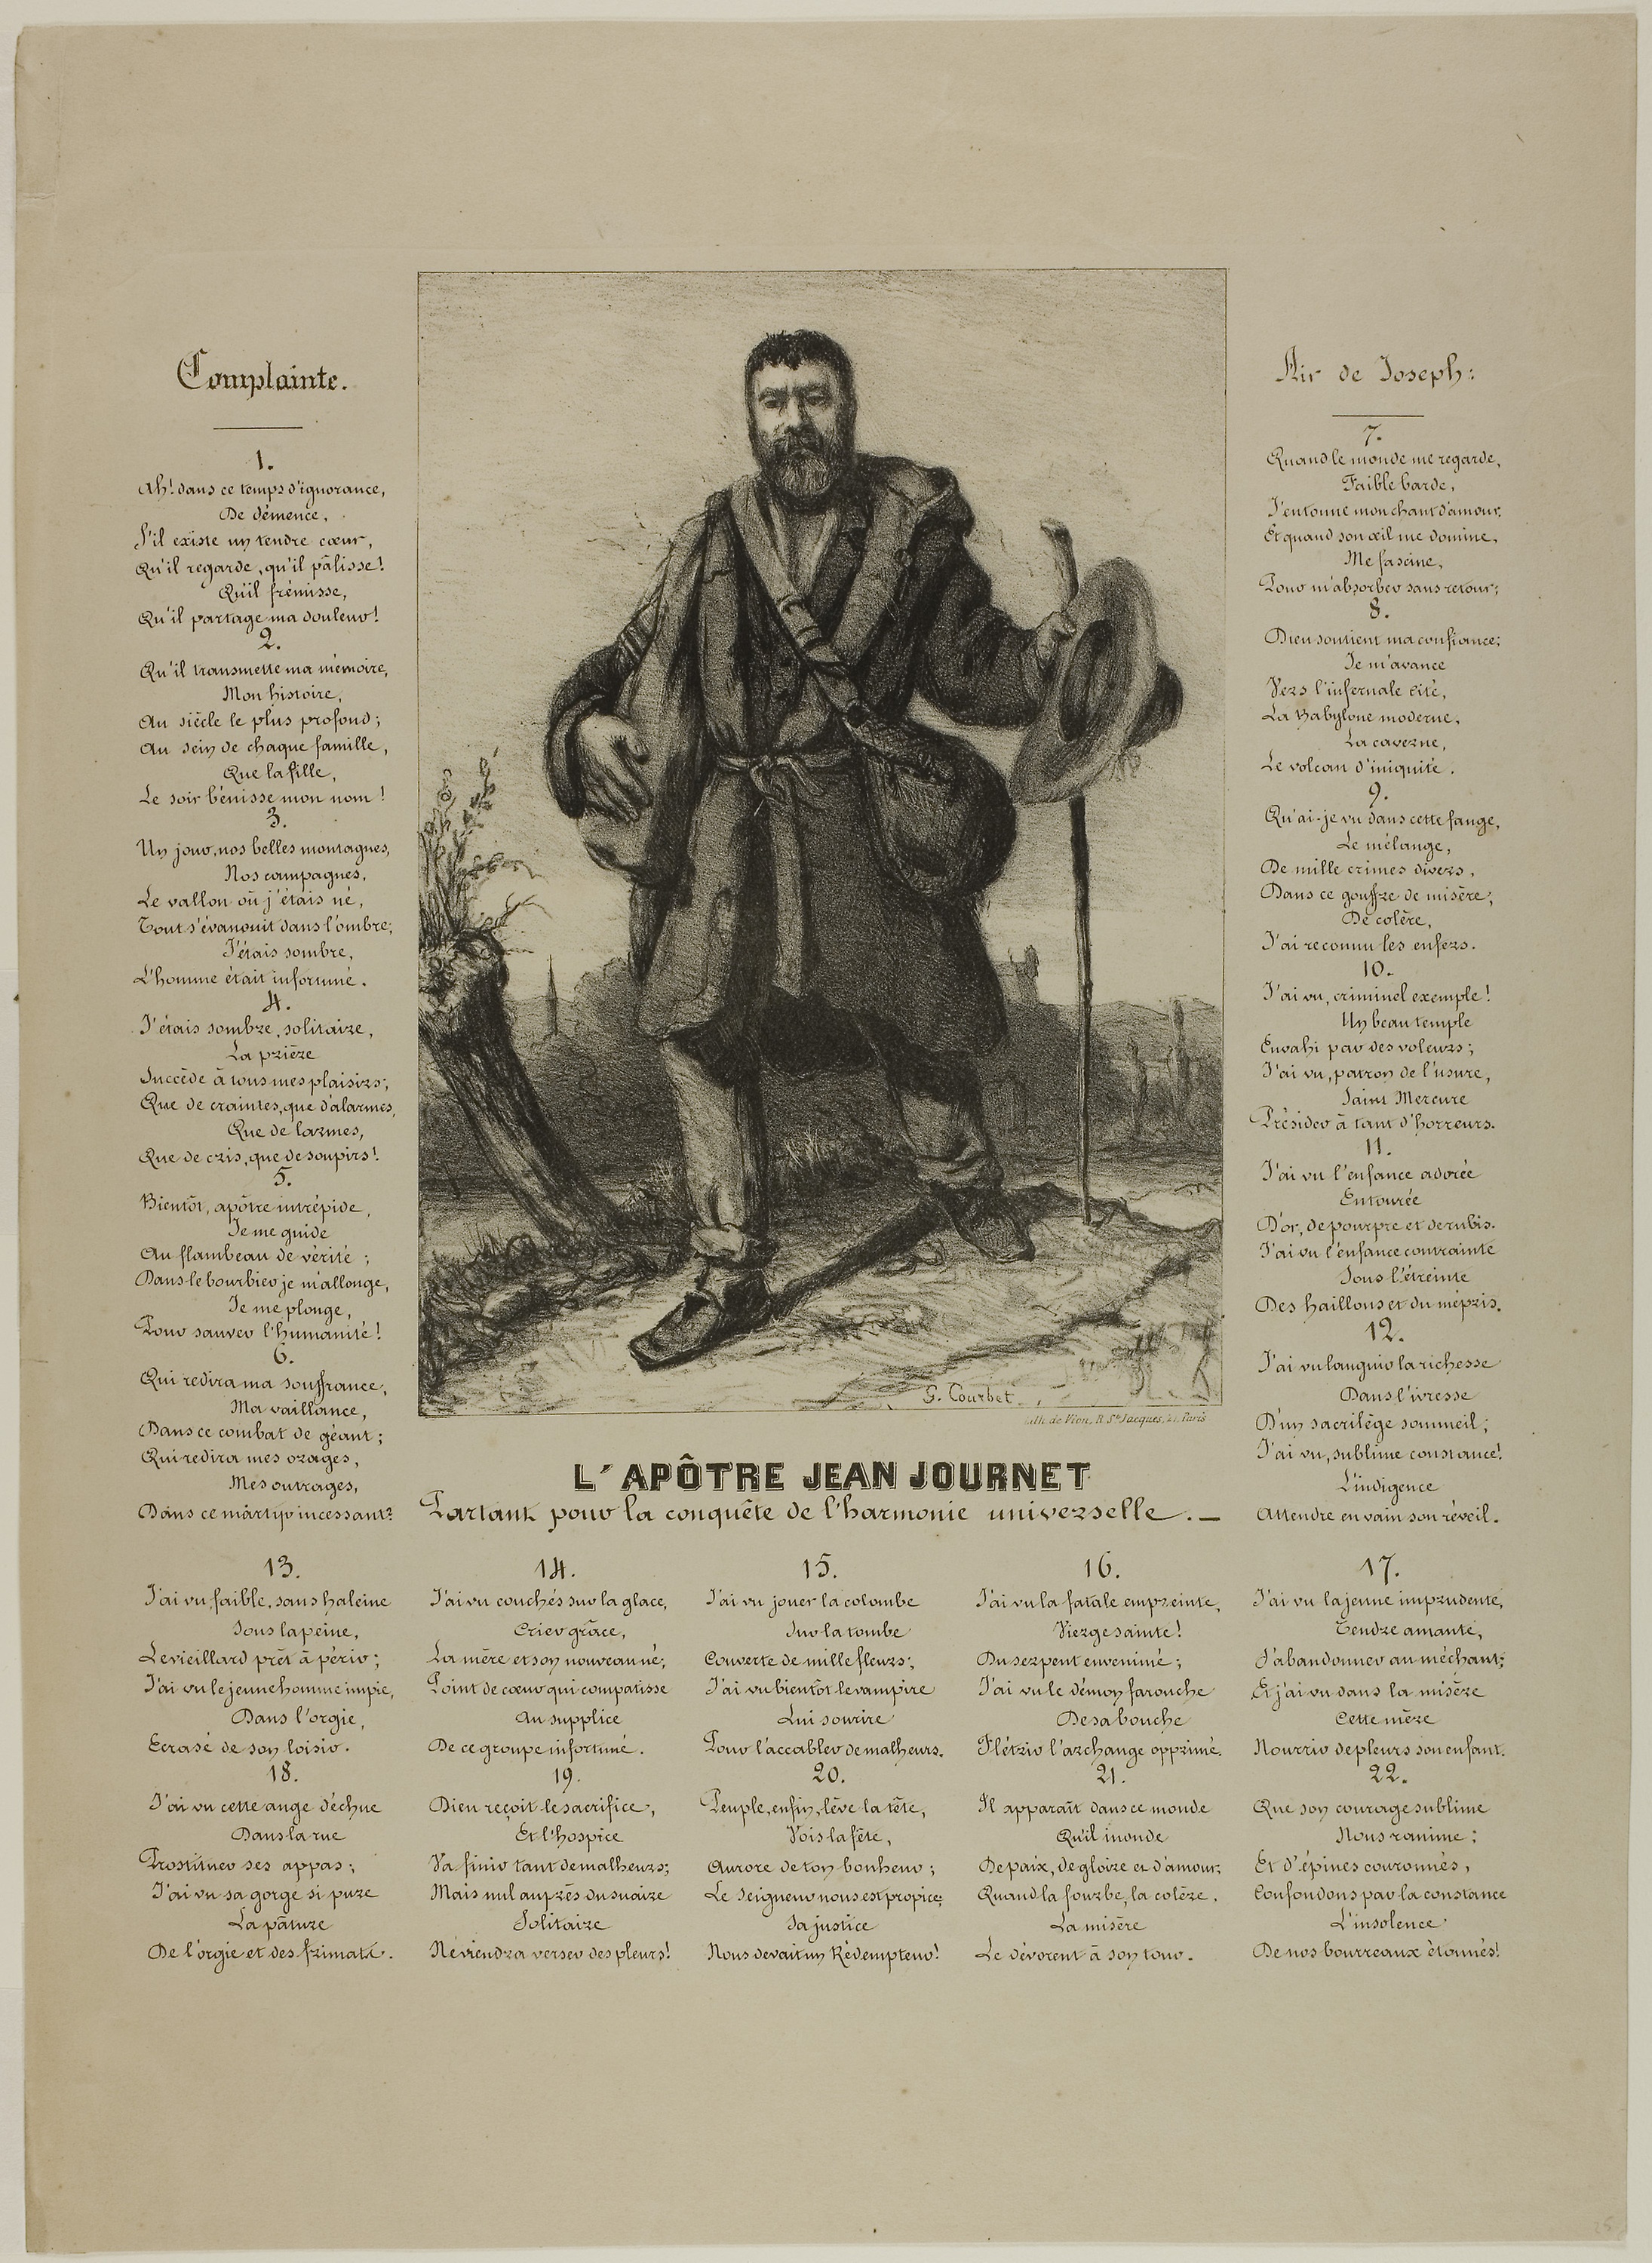 Complainte.
1.
Ah! dans ce temps d'ignorance,
De démence,
S'il existe un tendre cœur,
Qu'il regarde, qu'il pâlisse!
Qu'il frémisse,
Qu'il partage ma douleur!
2.
Qu'il transmette ma mémoire,
Mon histoire,
Au siècle le plus profond;
Au sein de chaque famille,
Que la fille,
Le soir bénisse mon nom!
3.
Un jour, nos belles montagnes,
Nos campagnes,
Le vallon où j'étais né,
Tout s'évanouit dans l'ombre;
J'étais sombre,
L'homme était infortuné.
4.
J'étais sombre, solitaire,
La prière
Succède à tous mes plaisirs;
Que de craintes, que d'alarmes,
Que de larmes,
Que de cris, que de soupirs!
5.
Bientôt, apôtre intrépide,
Je me guide
Au flambeau de vérité;
Dans le bourbier je m'allonge,
Je me plonge,
Pour sauver l'humanité!
6.
Qui redira ma souffrance,
Ma vaillance,
Dans ce combat de géant;
Qui redira mes orages,
Mes outrages,
Dans ce martyr incessant?
Air de Joseph:
7.
Quand le monde me regarde,
Faible barde,
J'entonne mon chant d'amour.
Et quand son œil me domine,
Me fascine,
Pour m'absorber sans retour;
8.
Dieu soutient ma confiance;
Je m'avance
Vers l'infernale cité,
La Babylone moderne,
La caverne,
Le volcan d'iniquité.
9.
Qu'ai-je vu dans cette fange,
Le mélange,
De mille crimes divers,
Dans ce gouffre de misère;
De colère,
J'ai reconnu les enfers.
10.
J'ai vu, criminel exemple!
Un beau temple
Envahi par des voleurs;
J'ai vu, patron de l'usure,
Saint Mercure
Présider à tant d'horreurs.
11.
J'ai vu l'enfance adorée
Entourée
D'or, de pourpre et de rubis.
J'ai vu l'enfance contrainte
Sous l'étreinte
Des haillons et du mépris.
12.
J'ai vu languir la richesse
Dans l'ivresse
D'un sacrilège sommeil;
J'ai vu, sublime constance!
L'indigence
Attendre en vain son réveil.
G. Courbet
Lith. de Vion, R. St. Jacques, 21, Paris
L'APÔTRE JEAN JOURNET
Partant pour la conquête de l'harmonie universelle. —
13.
J'ai vu faible, sans haleine
Sous la peine,
Le vieillard prêt à périr;
J'ai vu le jeune homme impie,
Dans l'orgie,
Ecrasé de son loisir.
14.
J'ai vu couchés sur la glace,
Crier grâce,
La mère et son nouveau né;
Point de cœur qui compatisse
Au supplice
De ce groupe infortuné.
15.
J'ai vu jouer la colombe
Sur la tombe
Couverte de mille fleurs;
J'ai vu bientôt le vampire
Lui sourire
Pour l'accabler de malheurs.
16.
J'ai vu la fatale empreinte,
Vierge sainte!
Du serpent envenimé;
J'ai vu le démon farouche
De sa bouche
Flétrir l'archange opprimé.
17.
J'ai vu la jeune imprudente,
Tendre amante,
S'abandonner au méchant;
Et j'ai vu dans la misère
Cette mère
Nourrir de pleurs son enfant.
18.
J'ai vu cette ange déchue
Dans la rue
Prostituer ses appas;
J'ai vu sa gorge si pure
La pâture
De l'orgie et des frimats.
19.
Dieu reçoit le sacrifice,
Et l'hospice
Va finir tant de malheurs;
Mais nul auprès du suaire
Solitaire
Ne viendra verser des pleurs!
20.
Peuple, enfin, lève la tête,
Vois la fête,
Aurore de ton bonheur;
Le Seigneur nous est propice;
Sa justice
Nous devait un Rédempteur!
21.
Il apparaît dans ce monde
Qu'il inonde
De paix, de gloire et d'amour;
Quand la fourbe, la colère,
La misère
Le dévorent à son tour.
22.
Que son courage sublime
Nous ranime;
Et d'épines couronnés,
Confondons par la constance
L'insolence
De nos bourreaux étonnés!